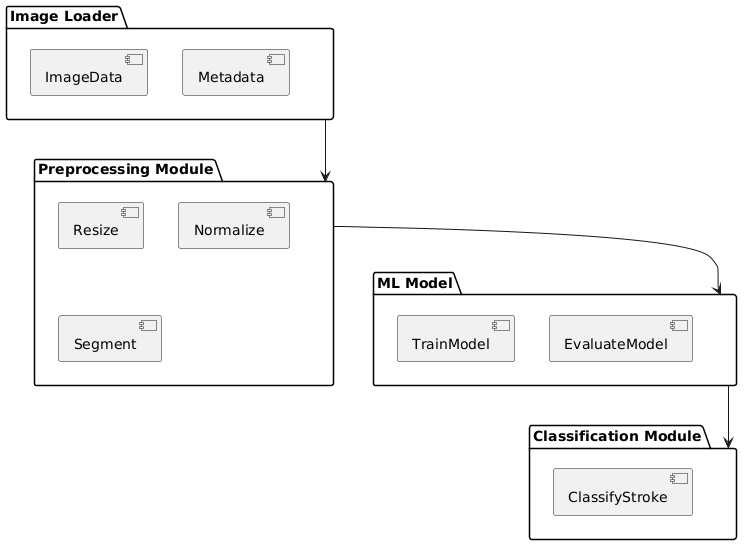 Image Loader
ImageData
Metadata
Preprocessing Module
Resize
Normalize
Segment
ML Model
TrainModel
EvaluateModel
Classification Module
ClassifyStroke